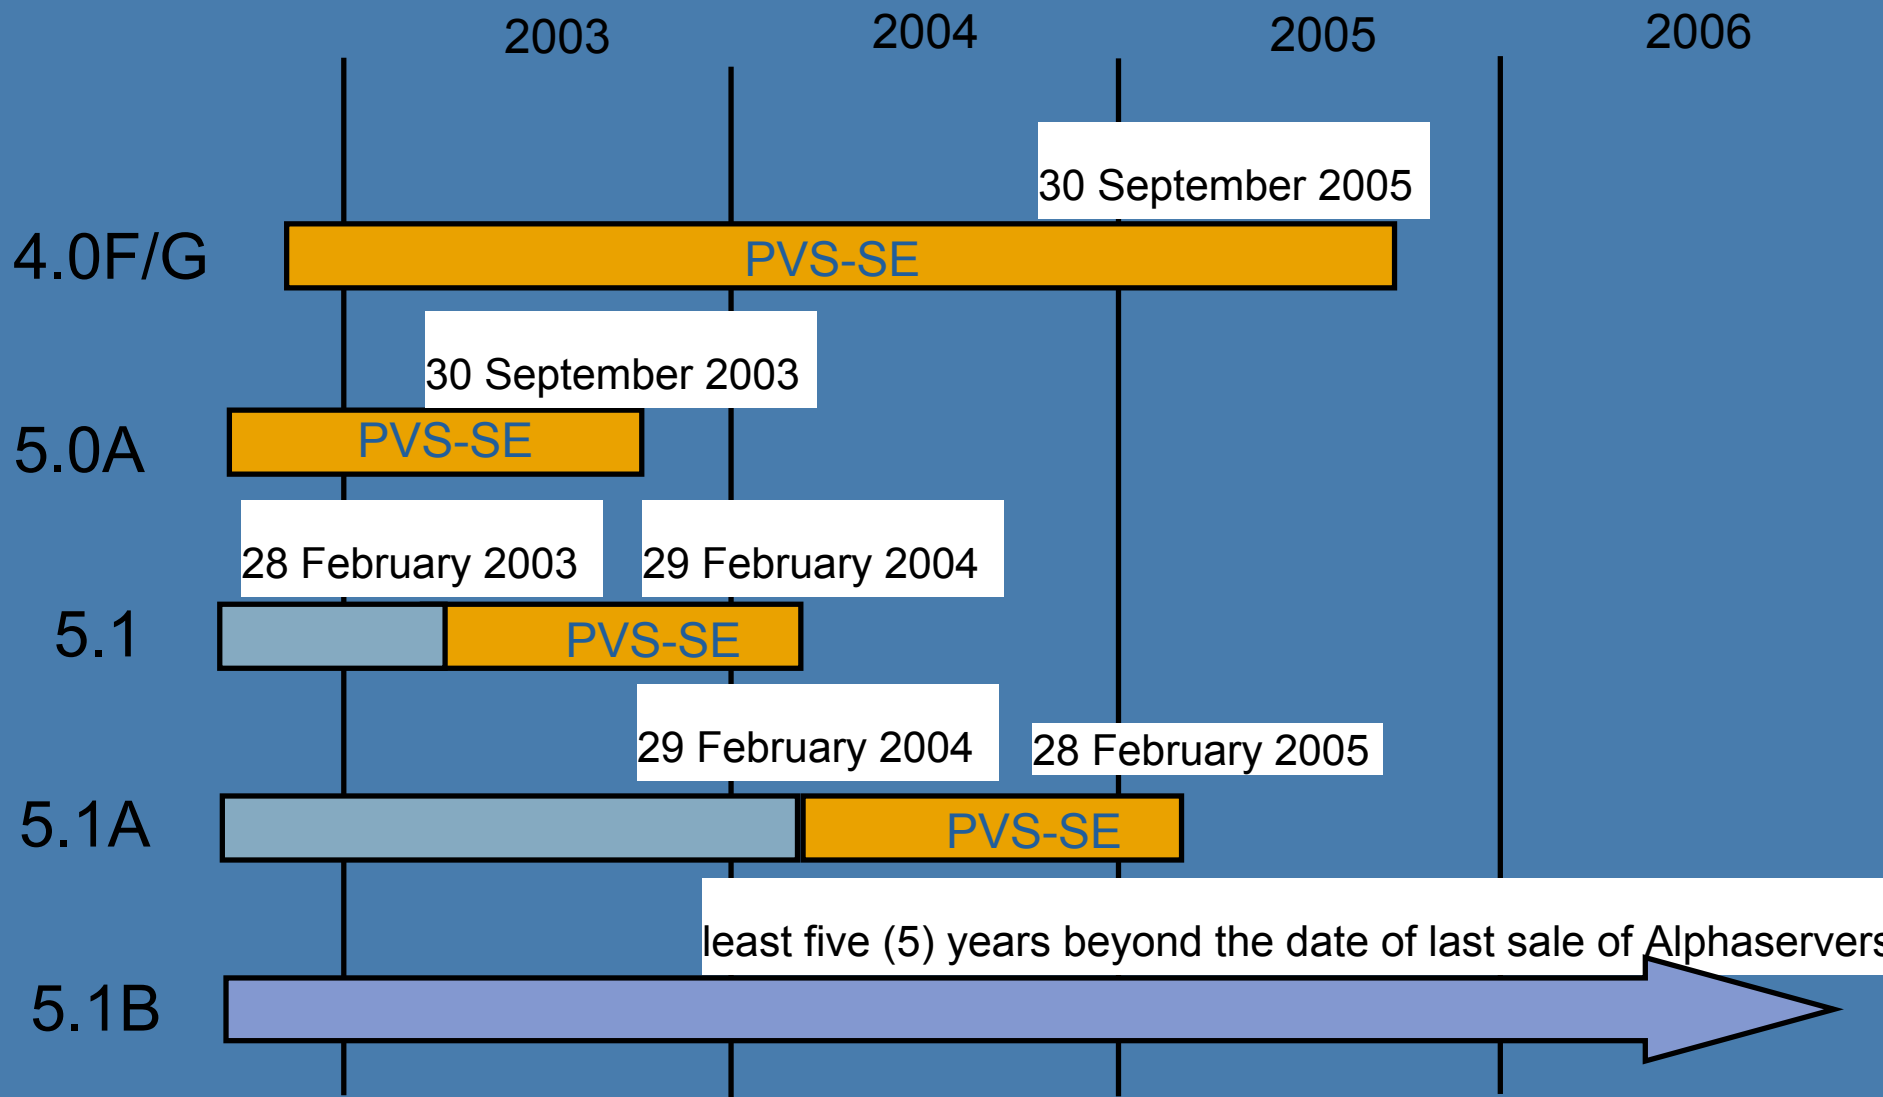 2003 2004 2005 2006
30 September 2005
4.0F/G PVS-SE
30 September 2003
5.0A PVS-SE
28 February 2003 29 February 2004
5.1 PVS-SE
29 February 2004 28 February 2005
5.1A PVS-SE
least five (5) years beyond the date of last sale of Alphaservers
5.1B